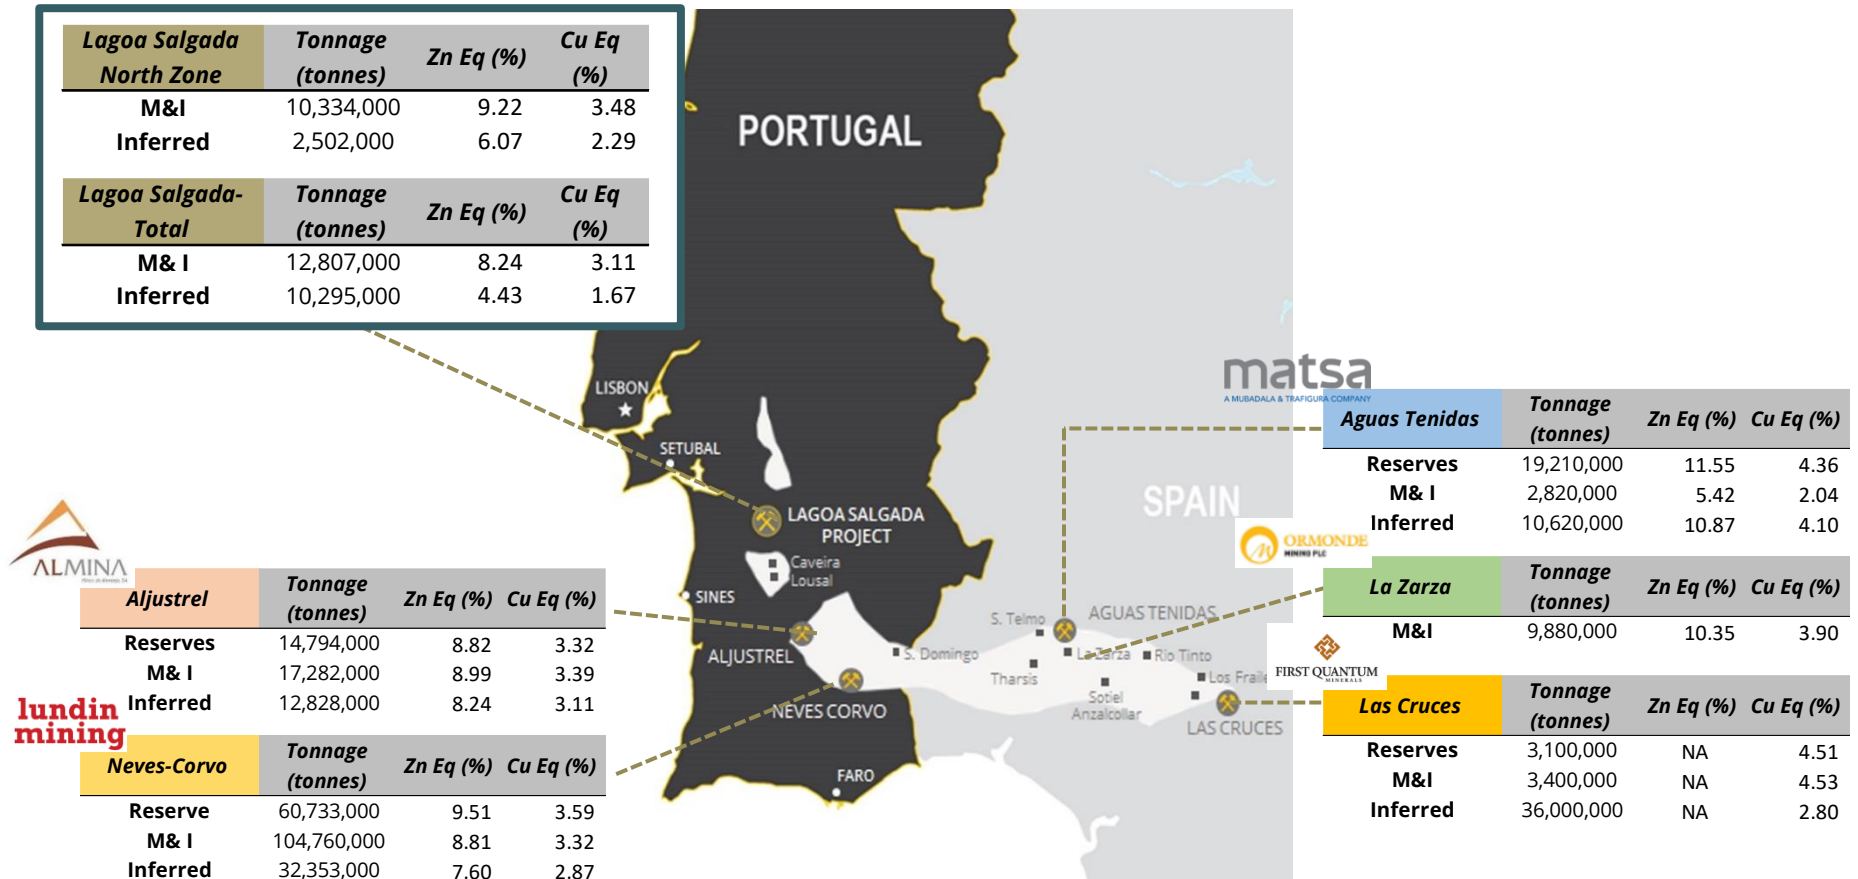 Lagoa Salgada North Zone | Tonnage (tonnes) | Zn Eq (%) | Cu Eq (%)
M&I | 10,334,000 | 9.22 | 3.48
Inferred | 2,502,000 | 6.07 | 2.29
Lagoa Salgada-Total | Tonnage (tonnes) | Zn Eq (%) | Cu Eq (%)
M& I | 12,807,000 | 8.24 | 3.11
Inferred | 10,295,000 | 4.43 | 1.67
PORTUGAL
SPAIN
LISBON
SETUBAL
LAGOA SALGADA
PROJECT
Caveira
Lousal
SINES
ALJUSTREL
S. Domingo
NEVES CORVO
FARO
S. Telmo
AGUAS TENIDAS
La Zarza
Rio Tinto
Tharsis
Sotiel
Anzalcollar
Los Fraile
LAS CRUCES
ALMINA
Aljustrel | Tonnage (tonnes) | Zn Eq (%) | Cu Eq (%)
Reserves | 14,794,000 | 8.82 | 3.32
M& I | 17,282,000 | 8.99 | 3.39
Inferred | 12,828,000 | 8.24 | 3.11
lundin
mining
Neves-Corvo | Tonnage (tonnes) | Zn Eq (%) | Cu Eq (%)
Reserve | 60,733,000 | 9.51 | 3.59
M& I | 104,760,000 | 8.81 | 3.32
Inferred | 32,353,000 | 7.60 | 2.87
matsa
A MUBADALA & TRAFIGURA COMPANY
Aguas Tenidas | Tonnage (tonnes) | Zn Eq (%) | Cu Eq (%)
Reserves | 19,210,000 | 11.55 | 4.36
M& I | 2,820,000 | 5.42 | 2.04
Inferred | 10,620,000 | 10.87 | 4.10
ORMONDE
MINING PLC
La Zarza | Tonnage (tonnes) | Zn Eq (%) | Cu Eq (%)
M&I | 9,880,000 | 10.35 | 3.90
FIRST QUANTUM
MINERALS
Las Cruces | Tonnage (tonnes) | Zn Eq (%) | Cu Eq (%)
Reserves | 3,100,000 | NA | 4.51
M&I | 3,400,000 | NA | 4.53
Inferred | 36,000,000 | NA | 2.80